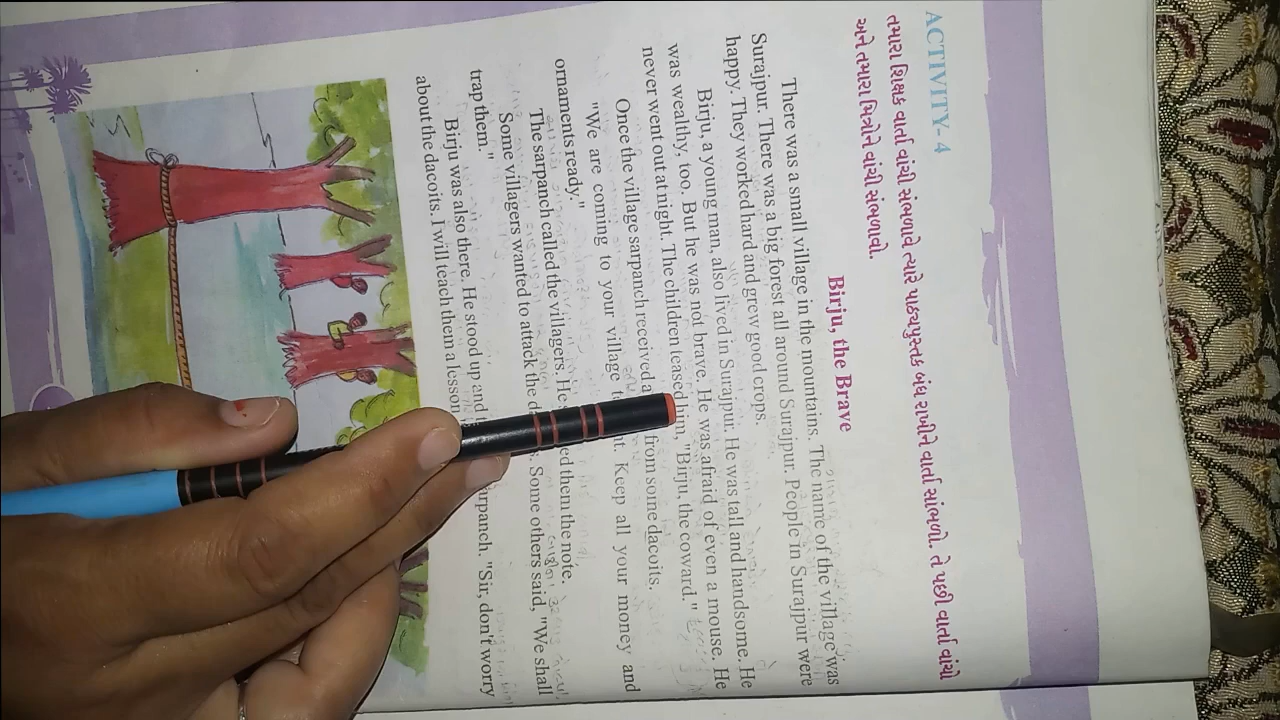 ACTIVITY-4
તમારા શિક્ષક વાર્તા વાંચી સંભળાવે ત્યારે પાઠ્યપુસ્તક બંધ રાખીને વાર્તા સાંભળો. તે પછી વાર્તા વાંચો
અને તમારા મિત્રોને વાંચી સંભળાવો.
Birju, the Brave
There was a small village in the mountains. The name of the village was
Surajpur. There was a big forest all around Surajpur. People in Surajpur were
happy. They worked hard and grew good crops.
Birju, a young man, also lived in Surajpur. He was tall and handsome. He
was wealthy, too. But he was not brave. He was afraid of even a mouse. He
never went out at night. The children teased him, "Birju, the coward."
Once the village sarpanch received a from some dacoits.
"We are coming to your village Keep all your money and
ornaments ready."
The sarpanch called the villagers. He them the note.
Some villagers wanted to attack the Some others said, "We shall
trap them."
Birju was also there. He stood up and "Sir, don't worry
about the dacoits. I will teach them a lesson